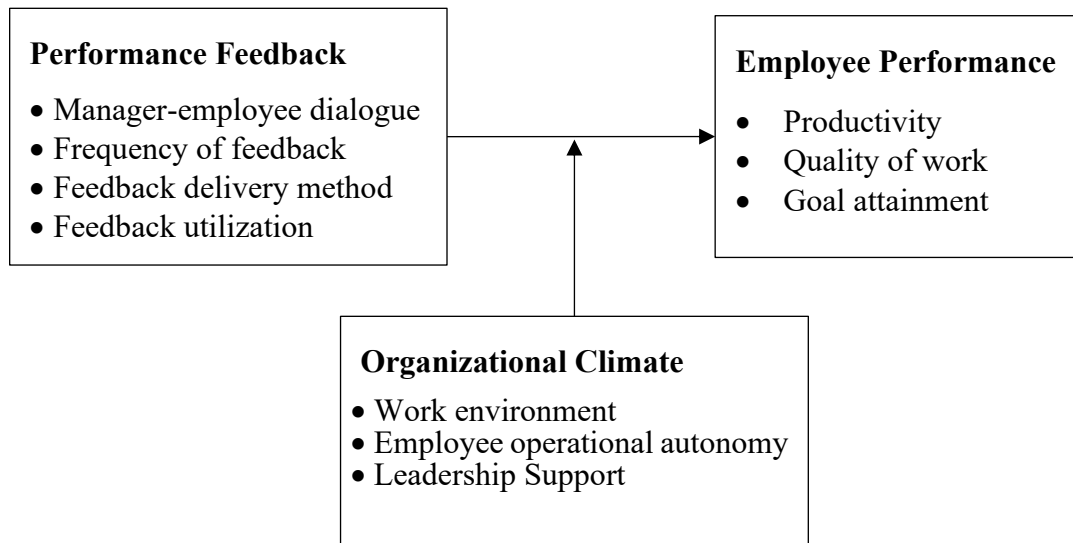 Performance Feedback
• Manager-employee dialogue
• Frequency of feedback
• Feedback delivery method
• Feedback utilization
Employee Performance
• Productivity
• Quality of work
• Goal attainment
Organizational Climate
• Work environment
• Employee operational autonomy
• Leadership Support